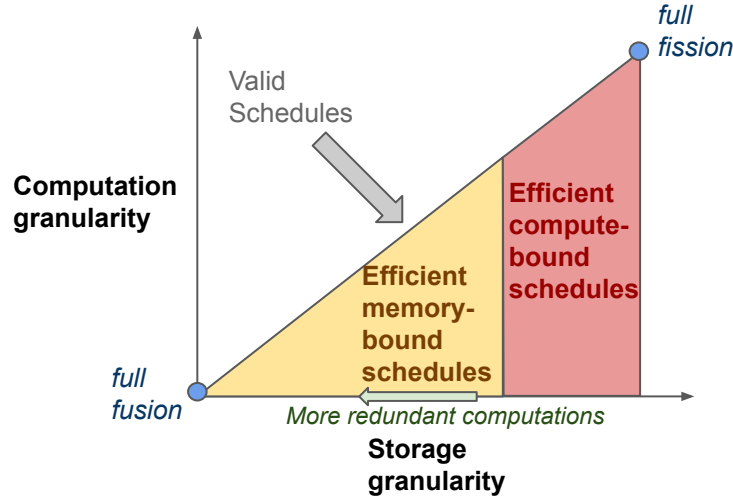 full
fission
Valid
Schedules
Computation
granularity
Efficient
compute-
bound
schedules
Efficient
memory-
bound
schedules
full
fusion
More redundant computations
Storage
granularity